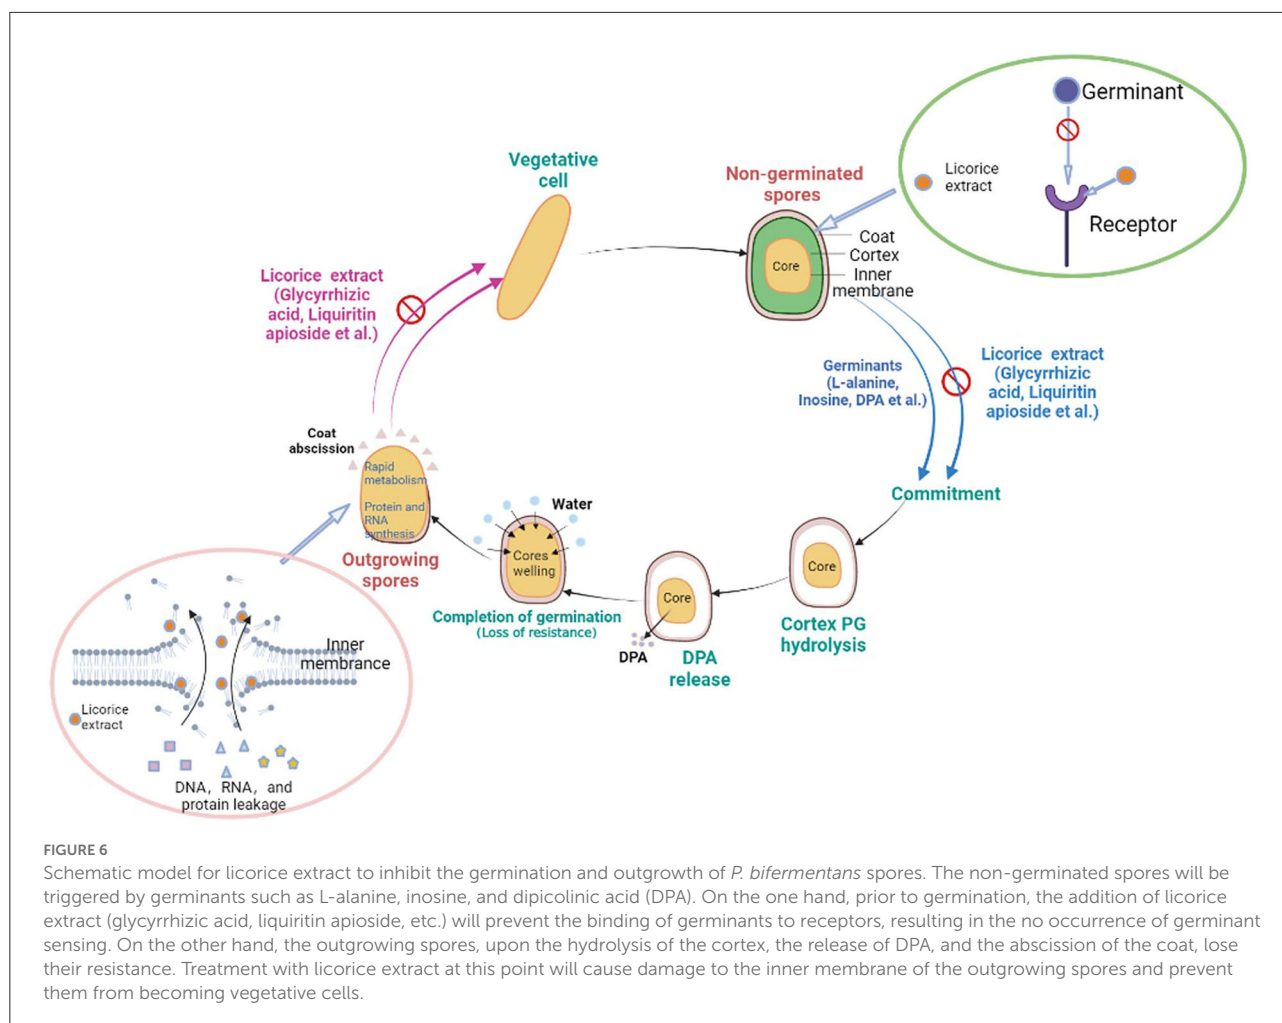 Germinant
Licorice
extract
Receptor
Vegetative
cell
Non-germinated
spores
Coat
Cortex
Inner
membrane
Core
Licorice extract
(Glycyrrhizic
acid, Liquiritin
apioside et al.)
Germinants
(L-alanine,
Inosine, DPA et al.)
Licorice extract
(Glycyrrhizic
acid, Liquiritin
apioside et al.)
Commitment
Core
Cortex PG
hydrolysis
Core
DPA
DPA
release
Water
Cores
welling
Completion of germination
(Loss of resistance)
Coat
abscission
Rapid
metabolism
Protein and
RNA
synthesis
Outgrowing
spores
Inner
membrance
Licorice
extract
DNA, RNA, and
protein leakage
FIGURE 6
Schematic model for licorice extract to inhibit the germination and outgrowth of P. bifermentans spores. The non-germinated spores will be
triggered by germinants such as L-alanine, inosine, and dipicolinic acid (DPA). On the one hand, prior to germination, the addition of licorice
extract (glycyrrhizic acid, liquiritin apioside, etc.) will prevent the binding of germinants to receptors, resulting in the no occurrence of germinant
sensing. On the other hand, the outgrowing spores, upon the hydrolysis of the cortex, the release of DPA, and the abscission of the coat, lose
their resistance. Treatment with licorice extract at this point will cause damage to the inner membrane of the outgrowing spores and prevent
them from becoming vegetative cells.